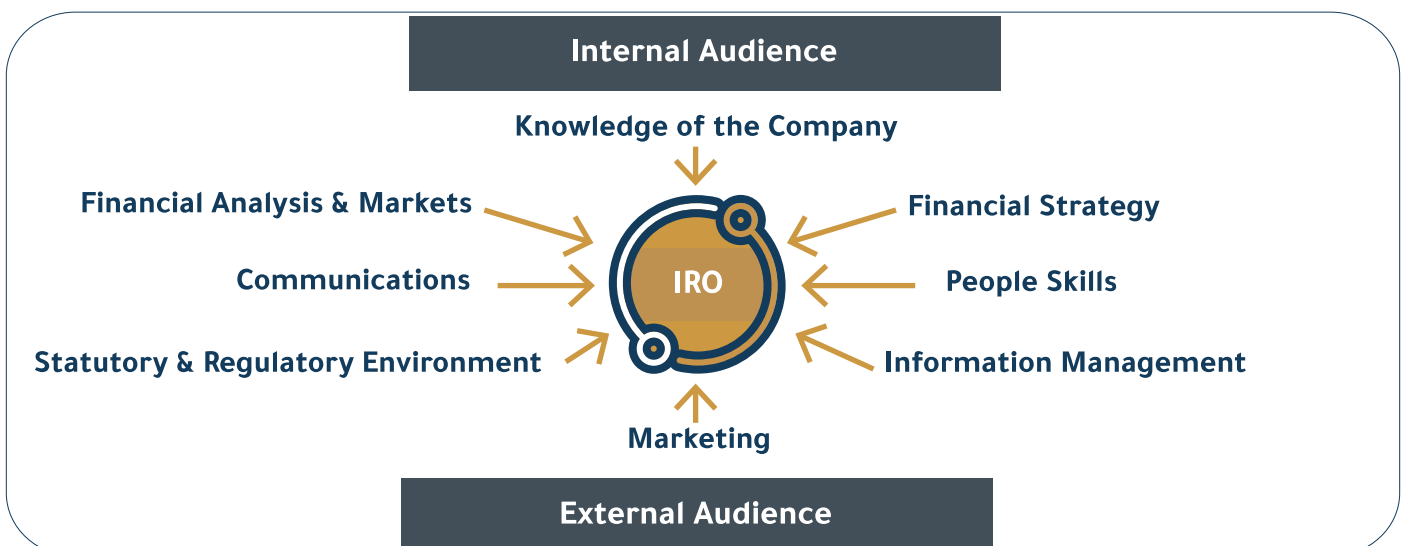 Internal Audience
Knowledge of the Company
Financial Analysis & Markets
Financial Strategy
Communications
IRO
People Skills
Statutory & Regulatory Environment
Information Management
Marketing
External Audience